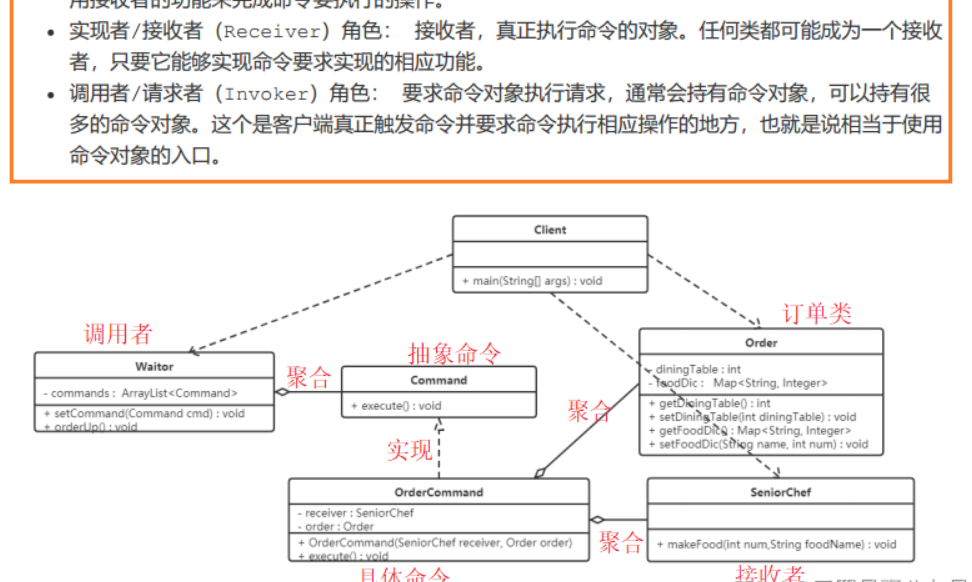 用接收者的功能来完成命令要执行的操作。
• 实现者/接收者（Receiver）角色： 接收者，真正执行命令的对象。任何类都可能成为一个接收
者，只要它能够实现命令要求实现的相应功能。
• 调用者/请求者（Invoker）角色： 要求命令对象执行请求，通常会持有命令对象，可以持有很
多的命令对象。这个是客户端真正触发命令并要求命令执行相应操作的地方，也就是说相当于使用
命令对象的入口。
Client
+ main(String[] args) : void
调用者
Waitor
- commands : ArrayList<Command>
+ setCommand(Command cmd) : void
+ orderUp() : void
聚合
抽象命令
Command
+ execute() : void
订单类
Order
- diningTable : int
- foodDic : Map<String, Integer>
+ getDiningTable() : int
+ setDiningTable(int diningTable) : void
+ getFoodDic() : Map<String, Integer>
+ setFoodDic(String name, int num) : void
聚合
实现
OrderCommand
- receiver : SeniorChef
- order : Order
+ OrderCommand(SeniorChef receiver, Order order)
+ execute() : void
具体命令
聚合
SeniorChef
+ makeFood(int num,String foodName) : void
接收者